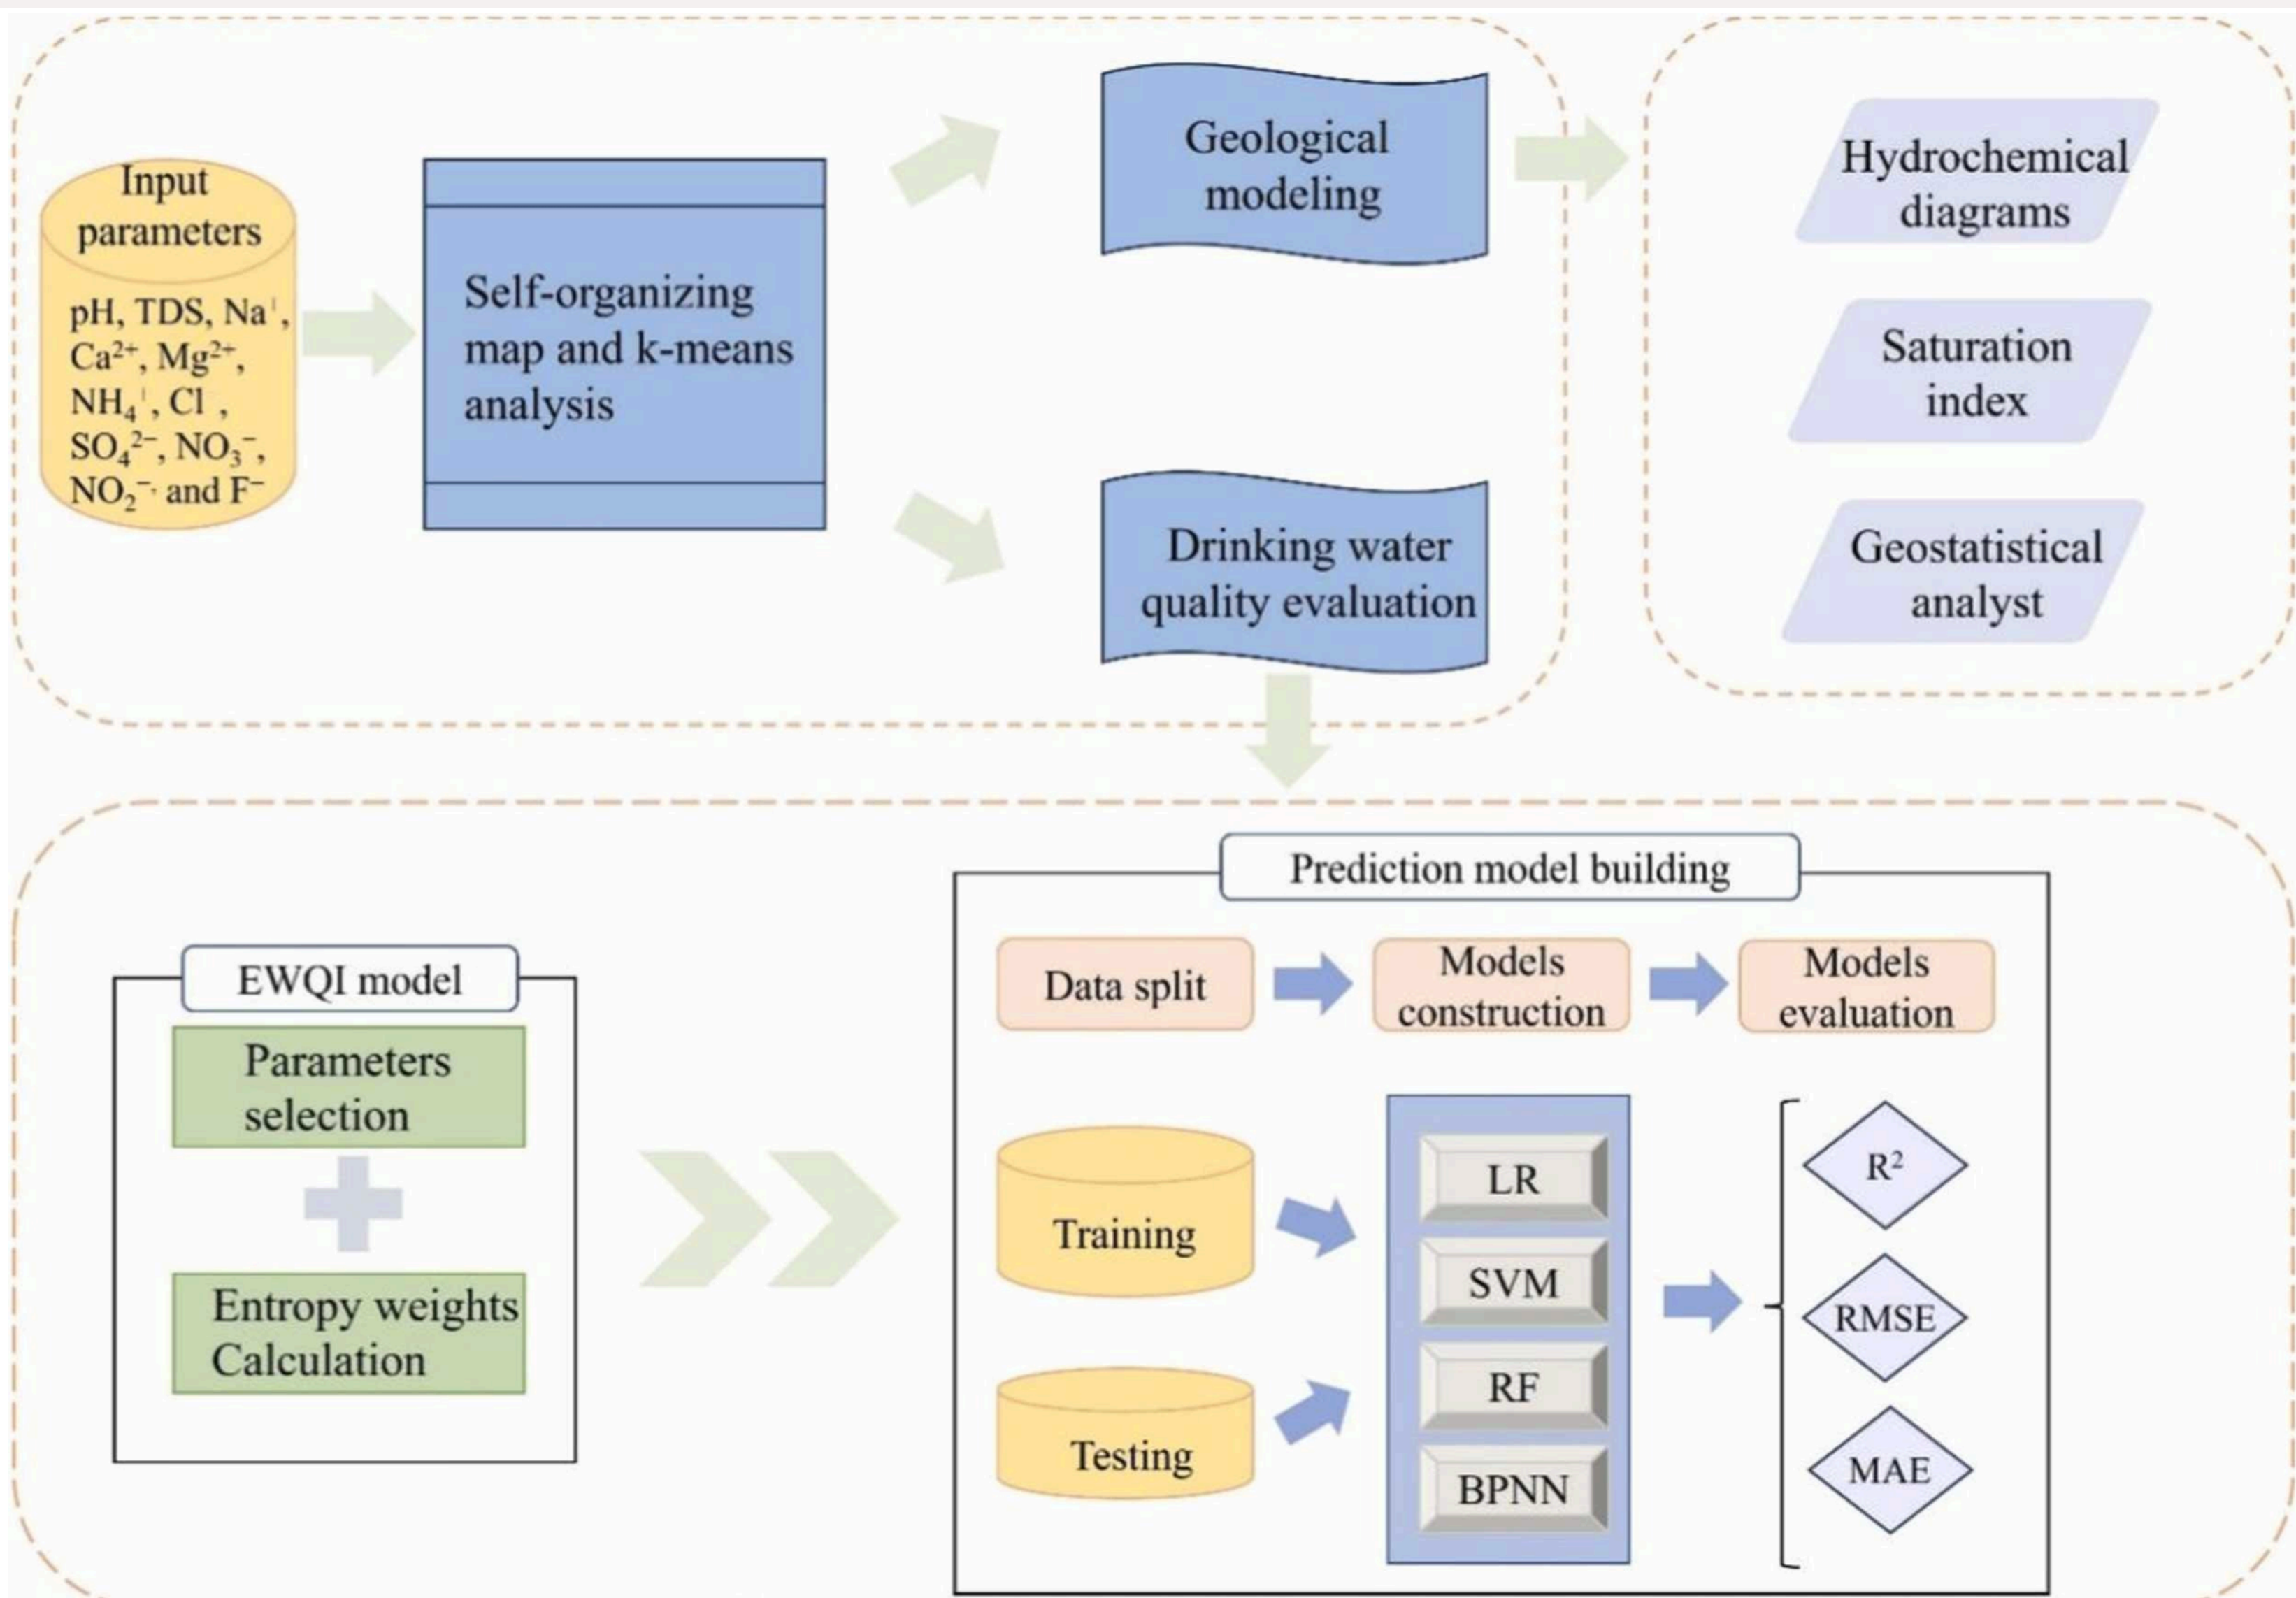 Input
parameters
pH, TDS, Na⁺,
Ca²⁺, Mg²⁺,
NH₄⁺, Cl ,
SO₄²⁻, NO₃⁻,
NO₂⁻, and F⁻
Self-organizing
map and k-means
analysis
Geological
modeling
Drinking water
quality evaluation
Hydrochemical
diagrams
Saturation
index
Geostatistical
analyst
EWQI model
Parameters
selection
Entropy weights
Calculation
Prediction model building
Data split
Models
construction
Models
evaluation
Training
Testing
LR
SVM
RF
BPNN
R²
RMSE
MAE